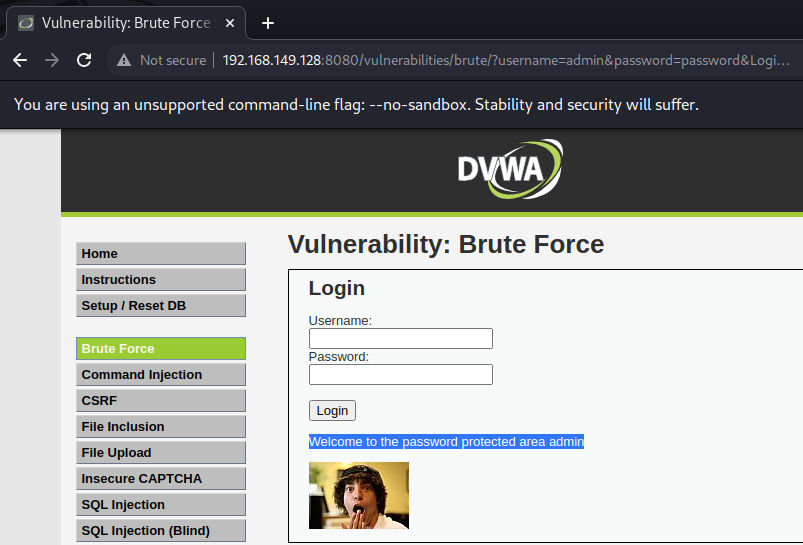 Vulnerability: Brute Force
Not secure
192.168.149.128:8080/vulnerabilities/brute/?username=admin&password=password&Logi...
You are using an unsupported command-line flag: --no-sandbox. Stability and security will suffer.
DVWA
Home
Instructions
Setup / Reset DB
Brute Force
Command Injection
CSRF
File Inclusion
File Upload
Insecure CAPTCHA
SQL Injection
SQL Injection (Blind)
Vulnerability: Brute Force
Login
Username:
Password:
Login
Welcome to the password protected area admin